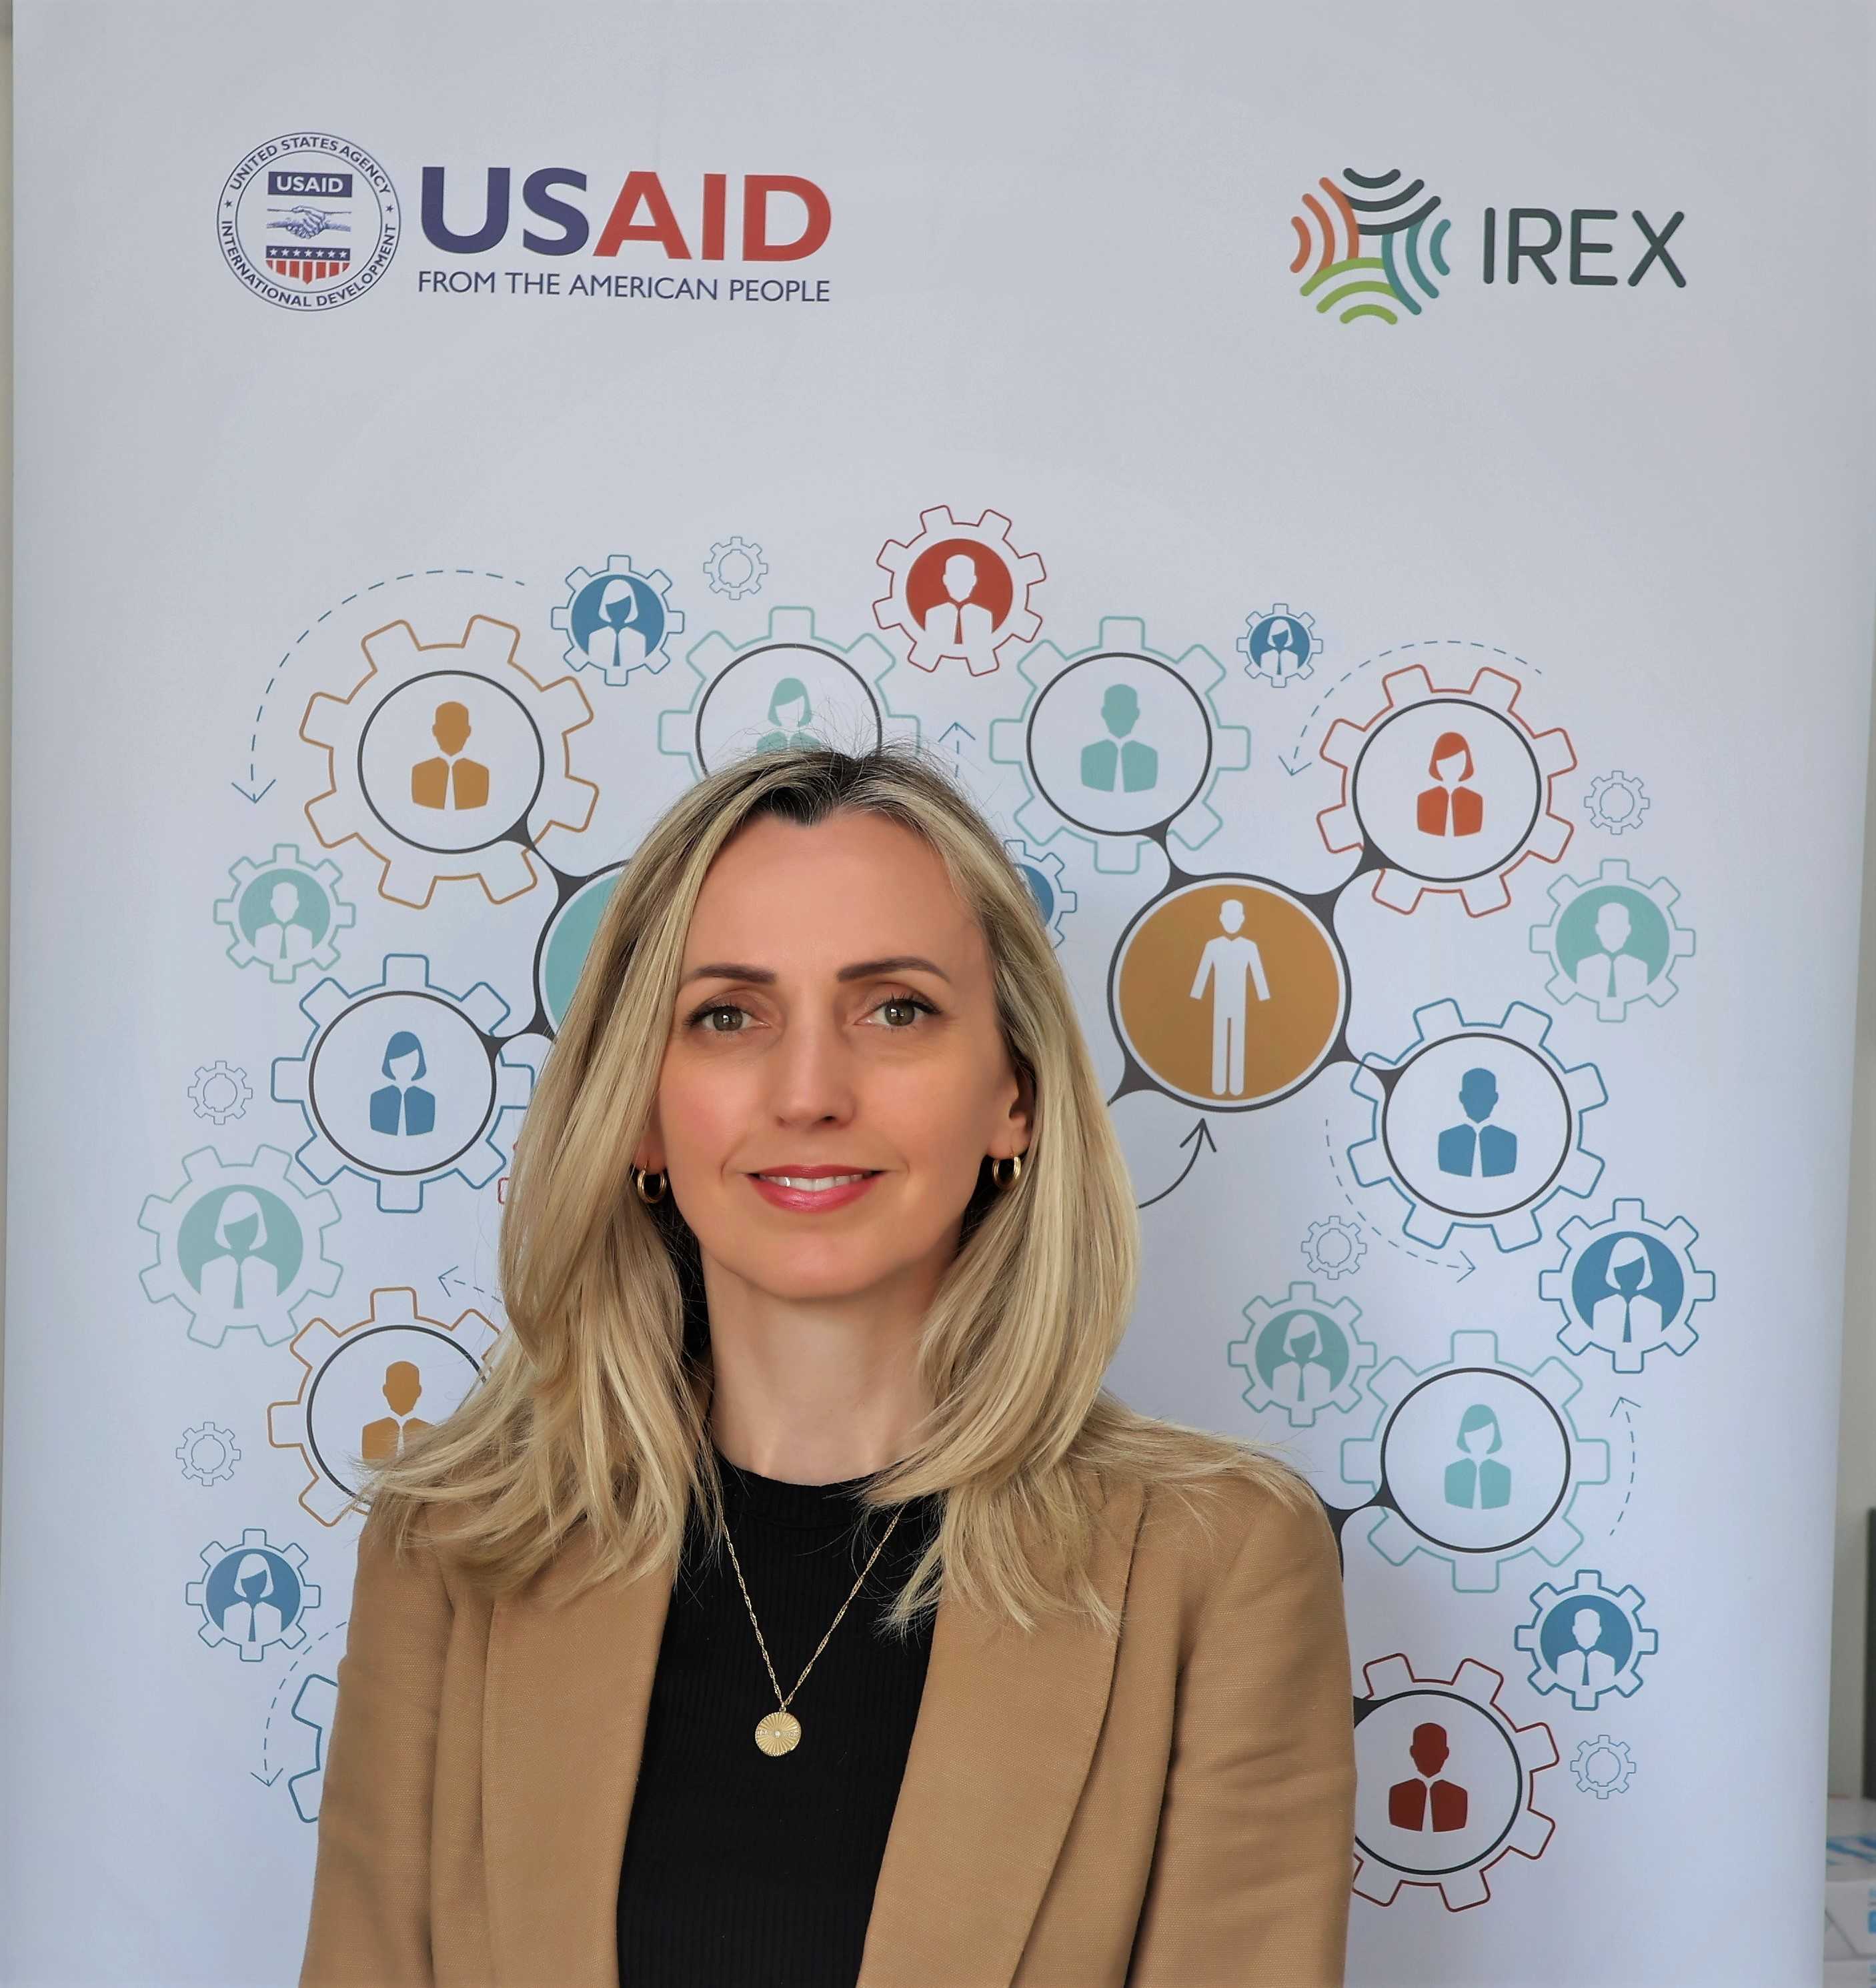 UNITED STATES AGENCY
USAID
INTERNATIONAL DEVELOPMENT
USAID
FROM THE AMERICAN PEOPLE
IREX